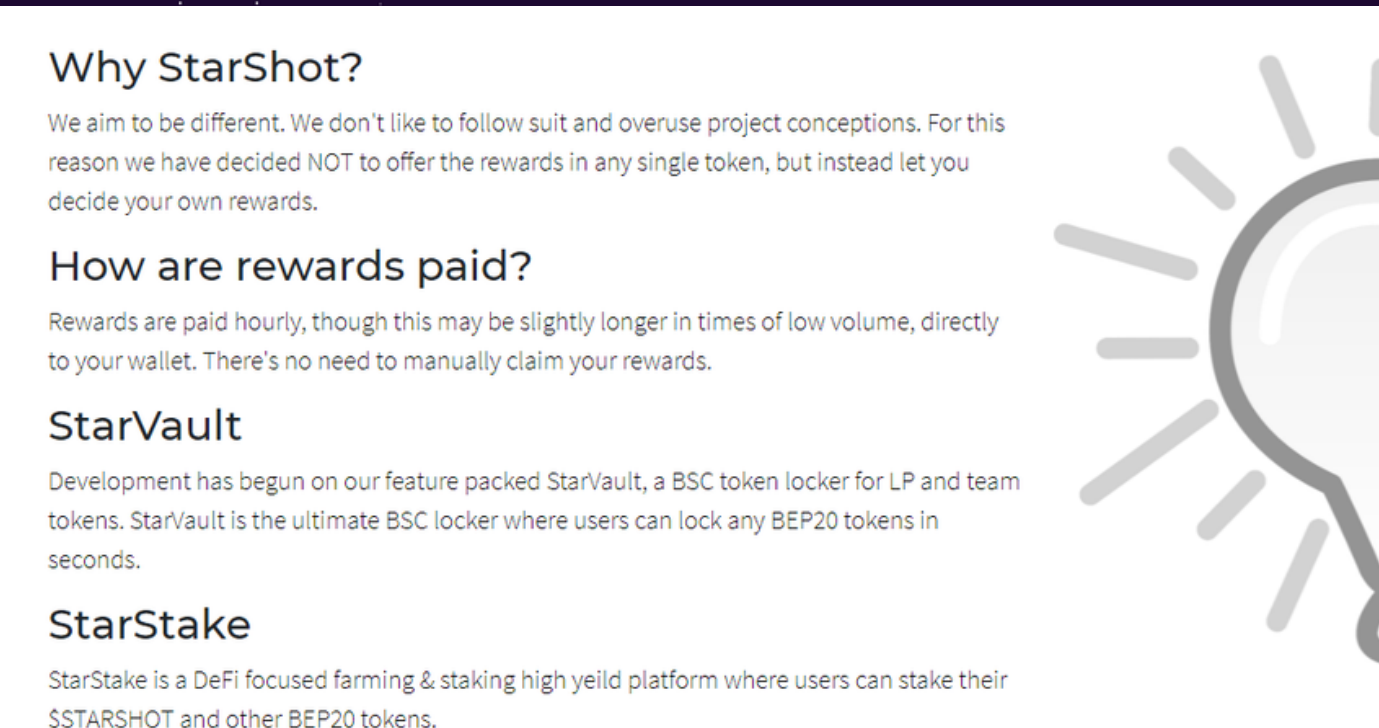 Why StarShot?
We aim to be different. We don't like to follow suit and overuse project conceptions. For this
reason we have decided NOT to offer the rewards in any single token, but instead let you
decide your own rewards.
How are rewards paid?
Rewards are paid hourly, though this may be slightly longer in times of low volume, directly
to your wallet. There's no need to manually claim your rewards.
StarVault
Development has begun on our feature packed StarVault, a BSC token locker for LP and team
tokens. StarVault is the ultimate BSC locker where users can lock any BEP20 tokens in
seconds.
StarStake
StarStake is a DeFi focused farming & staking high yeild platform where users can stake their
$STARSHOT and other BEP20 tokens.